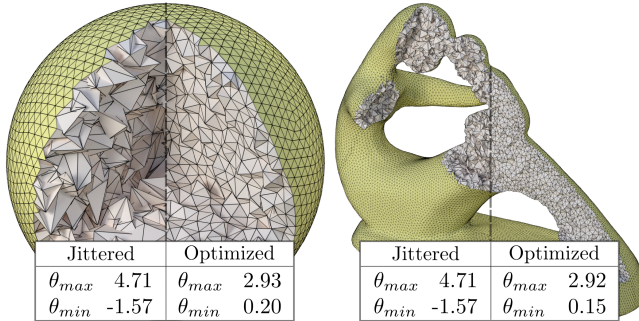 Jittered Optimized
θmax 4.71 θmax 2.93
θmin -1.57 θmin 0.20
Jittered Optimized
θmax 4.71 θmax 2.92
θmin -1.57 θmin 0.15